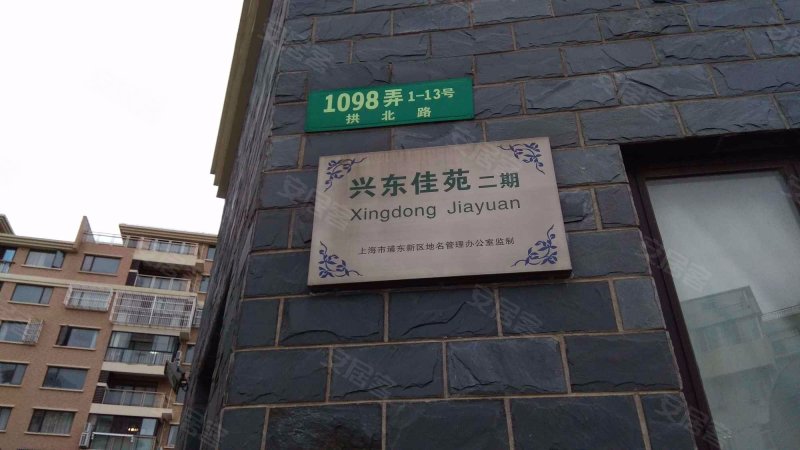 1098弄 1-13号
拱北路
兴东佳苑 二期
Xingdong Jiayuan
上海市浦东新区地名管理办公室监制